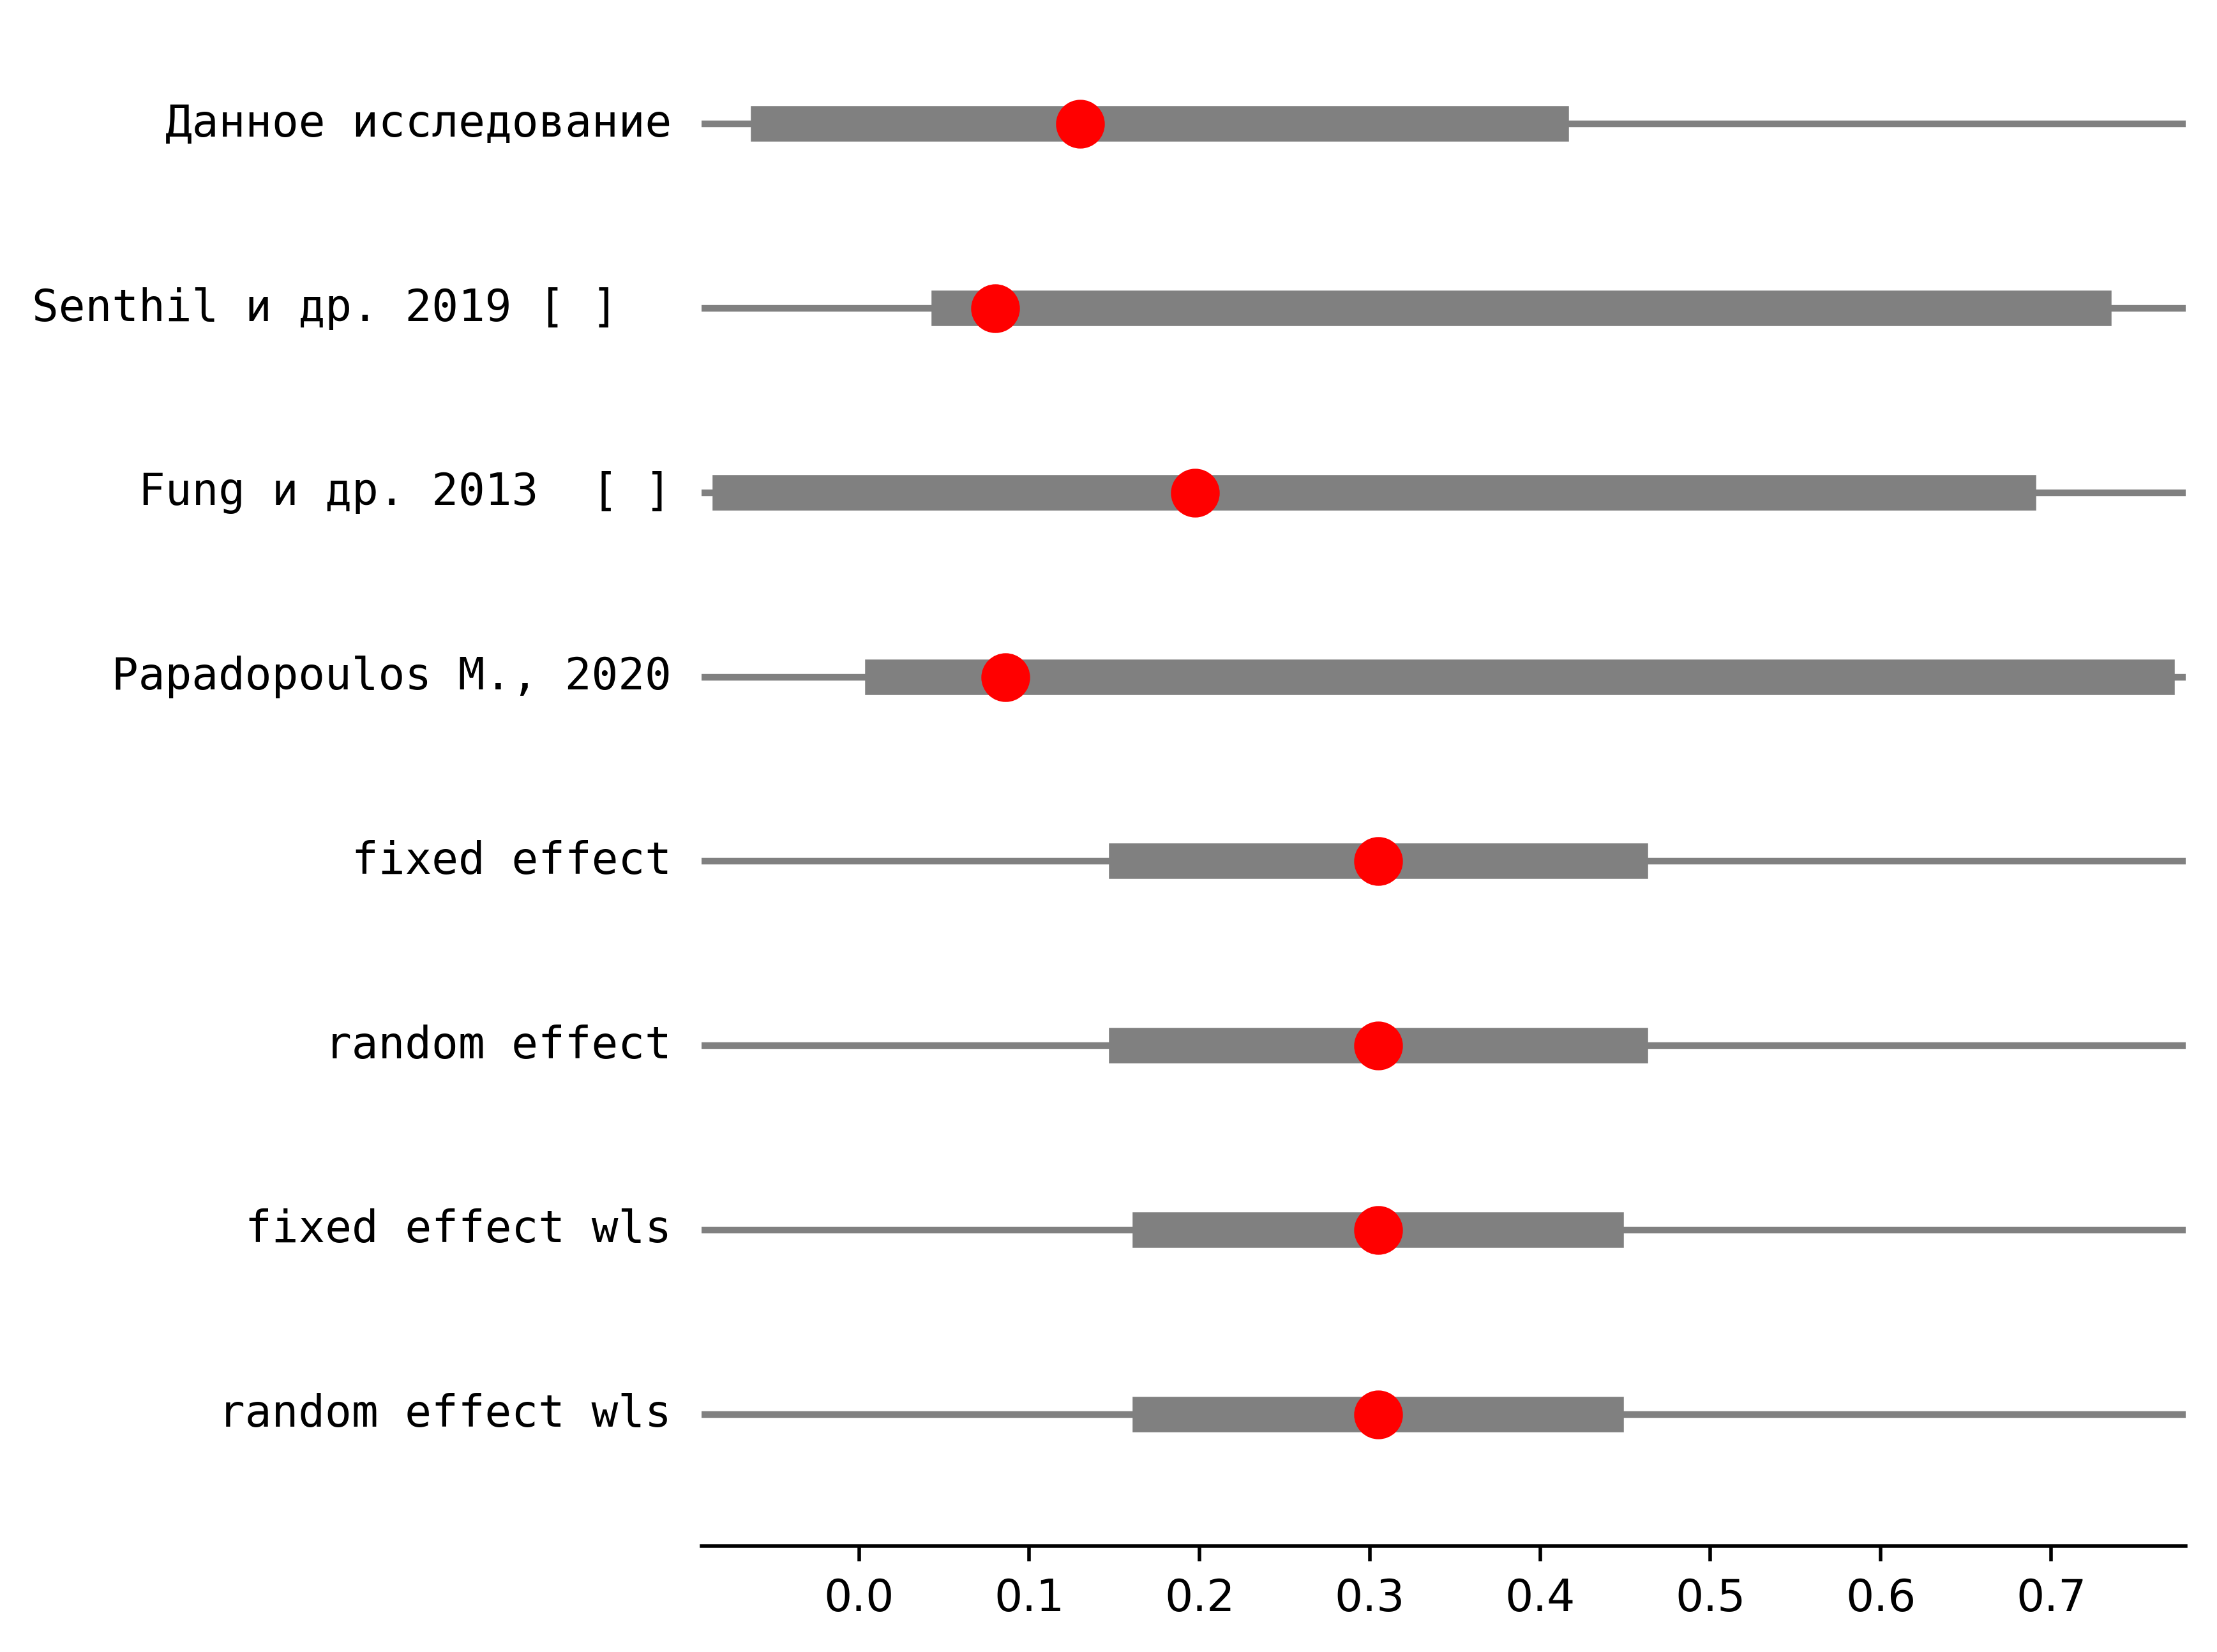 Данное исследование
Senthil и др. 2019 [ ]
Fung и др. 2013  [ ]
Papadopoulos M., 2020
fixed effect
random effect
fixed effect wls
random effect wls
0.0 0.1 0.2 0.3 0.4 0.5 0.6 0.7